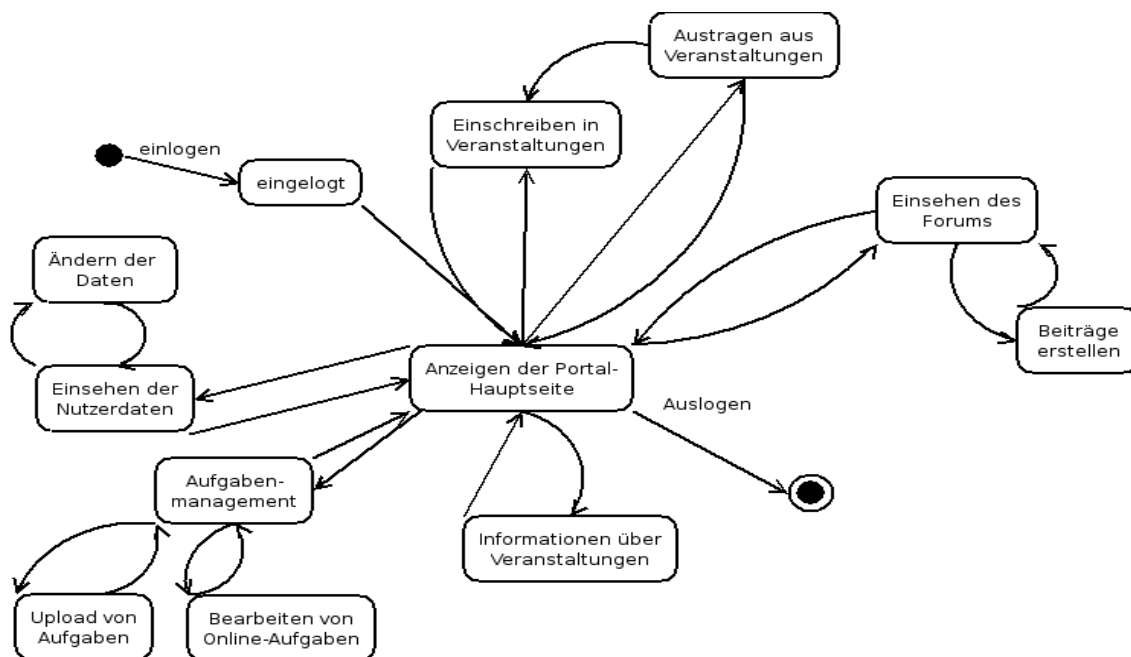 Austragen aus
Veranstaltungen
Einschreiben in
Veranstaltungen
einlogen
eingelogt
Einsehen des
Forums
Ändern der
Daten
Beiträge
erstellen
Anzeigen der Portal-
Hauptseite
Einsehen der
Nutzerdaten
Auslogen
Aufgaben-
management
Informationen über
Veranstaltungen
Upload von
Aufgaben
Bearbeiten von
Online-Aufgaben